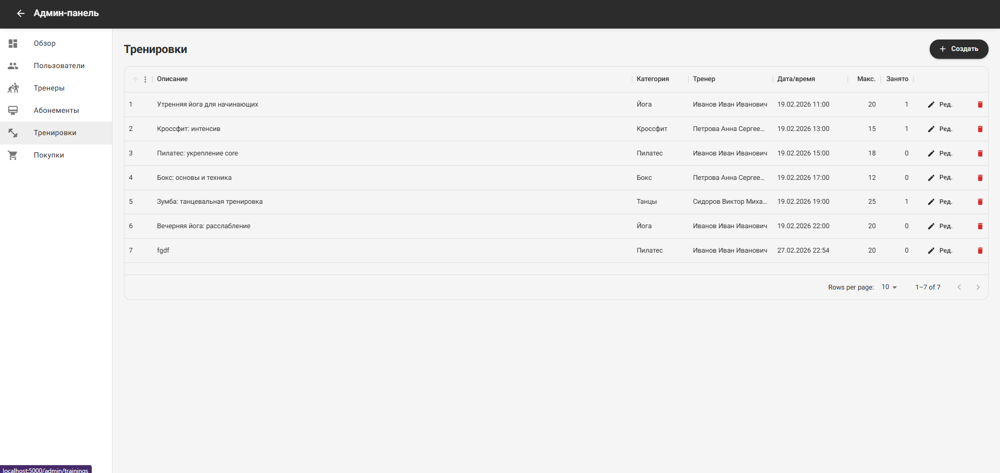 Админ-панель
Обзор
Пользователи
Тренеры
Абонементы
Тренировки
Покупки
Тренировки
Создать
Описание Категория Тренер Дата/время Макс. Занято
1 Утренняя йога для начинающих Йога Иванов Иван Иванович 19.02.2026 11:00 20 1 Ред.
2 Кроссфит: интенсив Кроссфит Петрова Анна Сергее... 19.02.2026 13:00 15 1 Ред.
3 Пилатес: укрепление core Пилатес Иванов Иван Иванович 19.02.2026 15:00 18 0 Ред.
4 Бокс: основы и техника Бокс Петрова Анна Сергее... 19.02.2026 17:00 12 0 Ред.
5 Зумба: танцевальная тренировка Танцы Сидоров Виктор Миха... 19.02.2026 19:00 25 1 Ред.
6 Вечерняя йога: расслабление Йога Иванов Иван Иванович 19.02.2026 22:00 20 0 Ред.
7 fgdf Пилатес Иванов Иван Иванович 27.02.2026 22:54 20 0 Ред.
Rows per page: 10 1–7 of 7
localhost:5000/admin/trainings